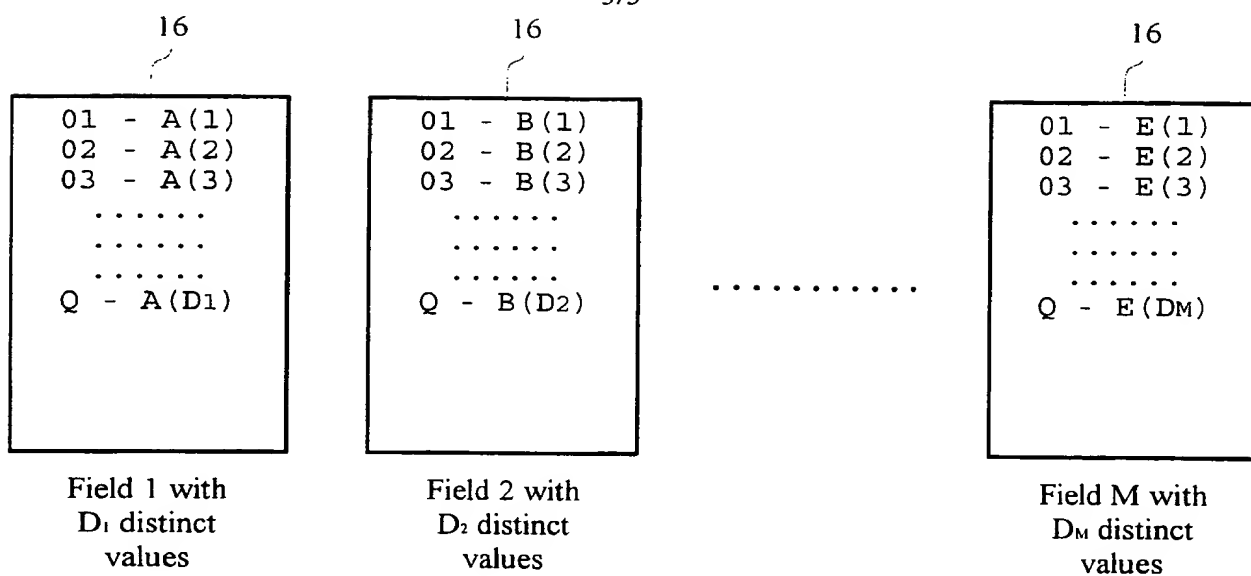 16
01 - A(1)
02 - A(2)
03 - A(3)
. . . . . .
. . . . . .
. . . . . .
Q - A(D1)
Field 1 with
D1 distinct
values
16
01 - B(1)
02 - B(2)
03 - B(3)
. . . . . .
. . . . . .
. . . . . .
Q - B(D2)
Field 2 with
D2 distinct
values
. . . . . . . . . . .
16
01 - E(1)
02 - E(2)
03 - E(3)
. . . . . .
. . . . . .
. . . . . .
Q - E(DM)
Field M with
DM distinct
values